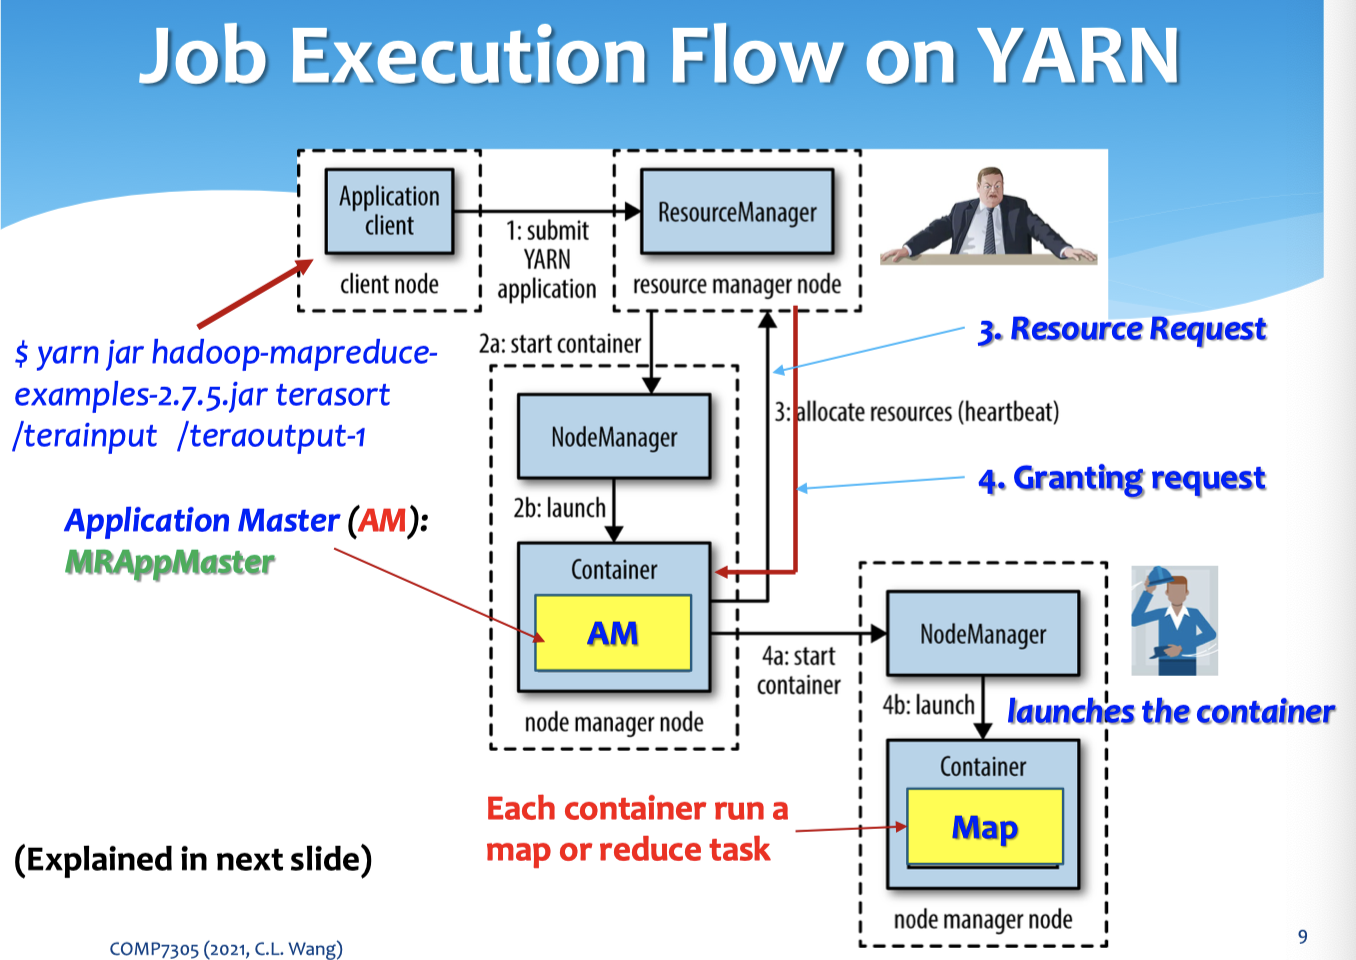 Job Execution Flow on YARN
Application
client
client node
1: submit
YARN
application
ResourceManager
resource manager node
$ yarn jar hadoop-mapreduce-
examples-2.7.5.jar terasort
/terainput /teraoutput-1
2a: start container
3. Resource Request
3: allocate resources (heartbeat)
4. Granting request
NodeManager
2b: launch
Application Master (AM):
MRAppMaster
Container
AM
node manager node
4a: start
container
NodeManager
4b: launch
launches the container
Container
Map
node manager node
Each container run a
map or reduce task
(Explained in next slide)
COMP7305 (2021, C.L. Wang)
9